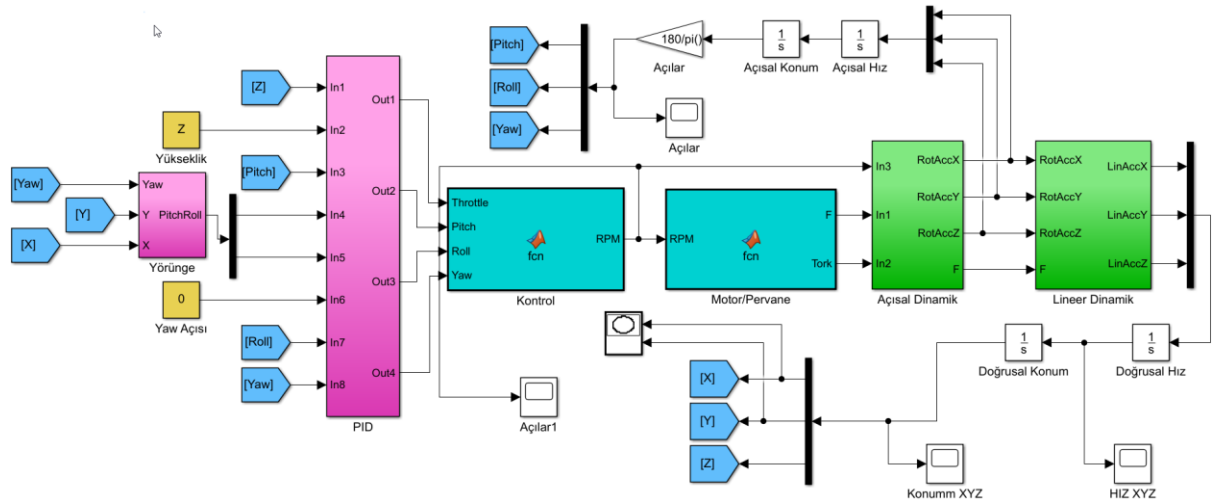 [Z]
Z
Yükseklik
[Yaw]
[Y]
[X]
Yaw
Y
X
PitchRoll
Yörünge
[Pitch]
0
Yaw Açısı
[Roll]
[Yaw]
In1
In2
In3
In4
In5
In6
In7
In8
Out1
Out2
Out3
Out4
PID
[Pitch]
[Roll]
[Yaw]
180/pi()
Açılar
1
s
Açısal Konum
1
s
Açısal Hız
Açılar
Throttle
Pitch
Roll
Yaw
fcn
RPM
Kontrol
RPM
fcn
F
Tork
Motor/Pervane
In3
In1
In2
RotAccX
RotAccY
RotAccZ
F
Açısal Dinamik
RotAccX
RotAccY
RotAccZ
F
LinAccX
LinAccY
LinAccZ
Lineer Dinamik
1
s
Doğrusal Konum
1
s
Doğrusal Hız
[X]
[Y]
[Z]
Açılar1
Konumm XYZ
HIZ XYZ